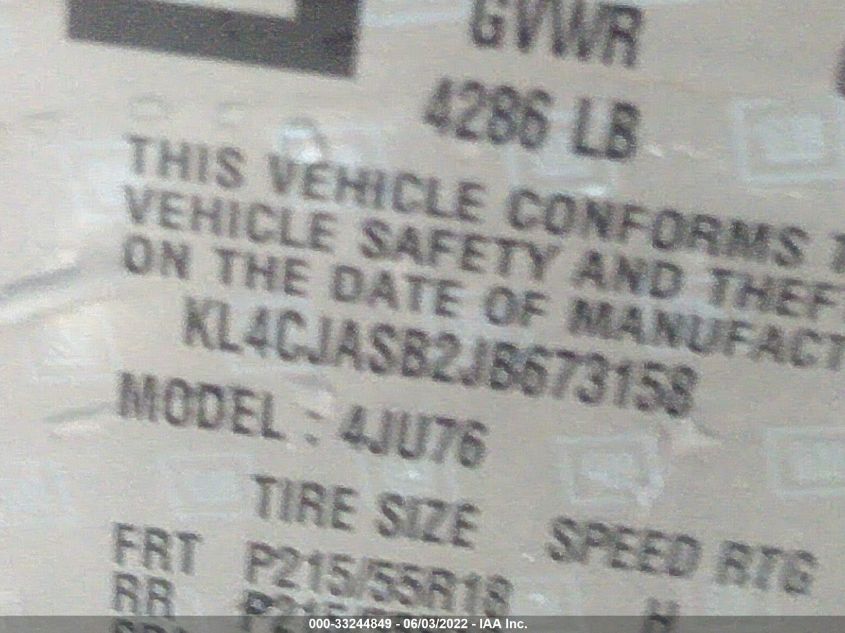 GVWR
4286 LB
THIS VEHICLE CONFORMS
VEHICLE SAFETY AND THEF
ON THE DATE OF MANUFACT
KL4CJASB2JB673158
MODEL : 4JU76
TIRE SIZE SPEED RTG
FRT P215/55R18 H
RR
000-33244849 - 06/03/2022 - IAA Inc.